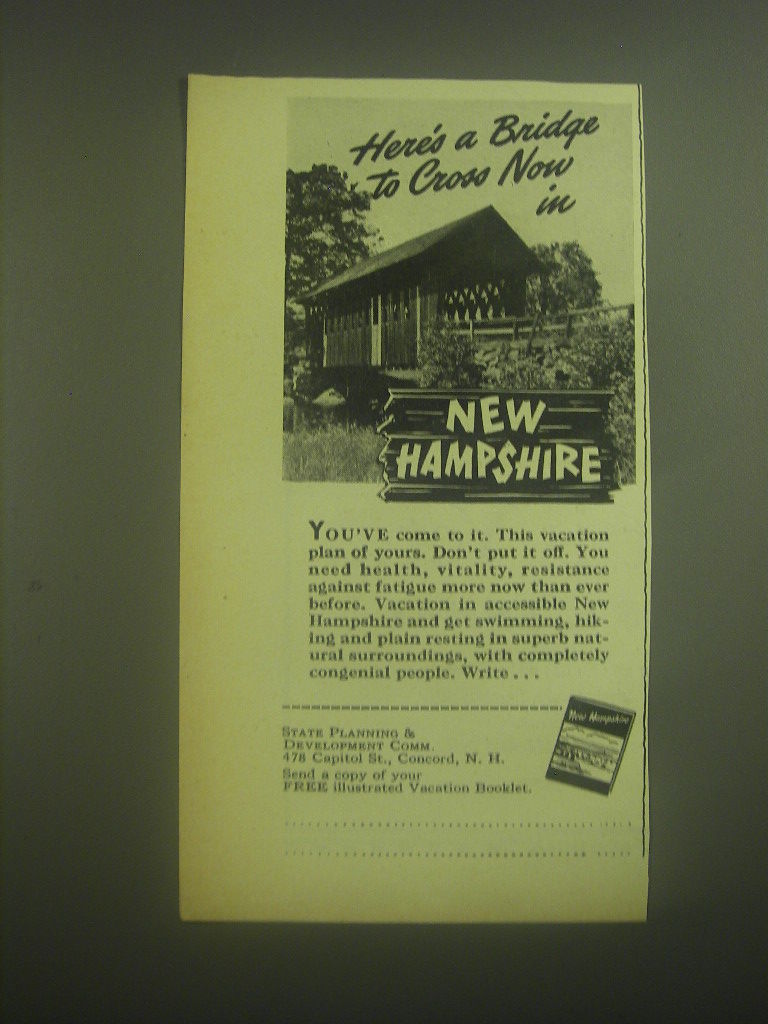 Here's a Bridge
to Cross Now
in
NEW
HAMPSHIRE
YOU'VE come to it. This vacation
plan of yours. Don't put it off. You
need health, vitality, resistance
against fatigue more now than ever
before. Vacation in accessible New
Hampshire and get swimming, hik-
ing and plain resting in superb nat-
ural surroundings, with completely
congenial people. Write . . .
STATE PLANNING &
DEVELOPMENT COMM.
478 Capitol St., Concord, N. H.
Send a copy of your
FREE illustrated Vacation Booklet.
New Hampshire